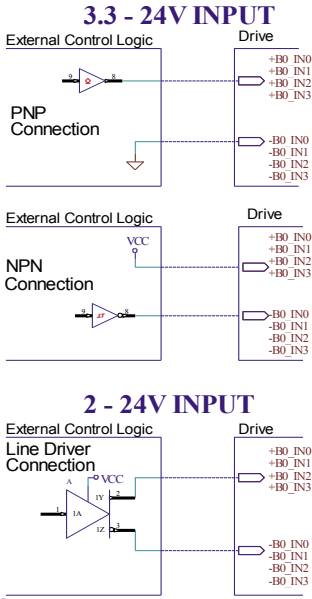 3.3 - 24V INPUT
External Control Logic
Drive
+B0_IN0
+B0_IN1
+B0_IN2
+B0_IN3
9
8
PNP
Connection
-B0_IN0
-B0_IN1
-B0_IN2
-B0_IN3
External Control Logic
Drive
VCC
+B0_IN0
+B0_IN1
+B0_IN2
+B0_IN3
NPN
Connection
9
8
-B0_IN0
-B0_IN1
-B0_IN2
-B0_IN3
2 - 24V INPUT
External Control Logic
Drive
Line Driver
Connection
+B0_IN0
+B0_IN1
+B0_IN2
+B0_IN3
A
VCC
1Y
2
1
1A
1Z
3
-B0_IN0
-B0_IN1
-B0_IN2
-B0_IN3